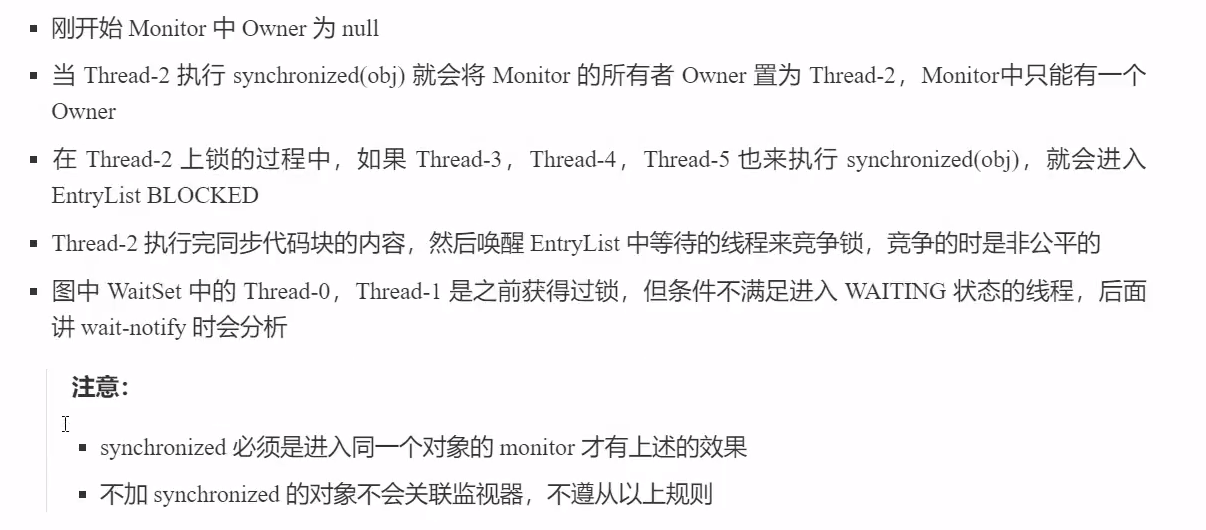 刚开始 Monitor 中 Owner 为 null
当 Thread-2 执行 synchronized(obj) 就会将 Monitor 的所有者 Owner 置为 Thread-2，Monitor中只能有一个
Owner
在 Thread-2 上锁的过程中，如果 Thread-3，Thread-4，Thread-5 也来执行 synchronized(obj)，就会进入
EntryList BLOCKED
Thread-2 执行完同步代码块的内容，然后唤醒 EntryList 中等待的线程来竞争锁，竞争的时是非公平的
图中 WaitSet 中的 Thread-0，Thread-1 是之前获得过锁，但条件不满足进入 WAITING 状态的线程，后面
讲 wait-notify 时会分析
注意：
synchronized 必须是进入同一个对象的 monitor 才有上述的效果
不加 synchronized 的对象不会关联监视器，不遵从以上规则